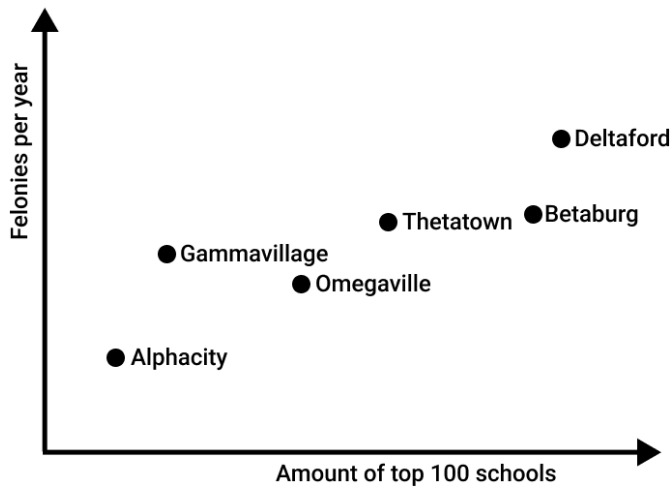 Felonies per year
Deltaford
Betaburg
Thetatown
Gammavillage
Omegaville
Alphacity
Amount of top 100 schools